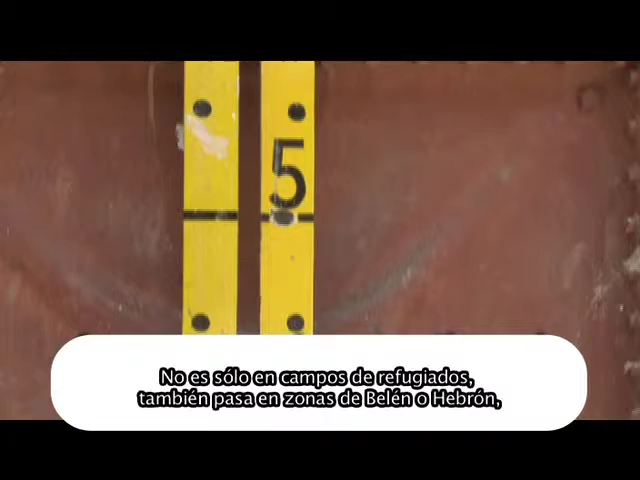 5
No es sólo en campos de refugiados,
también pasa en zonas de Belén o Hebrón,